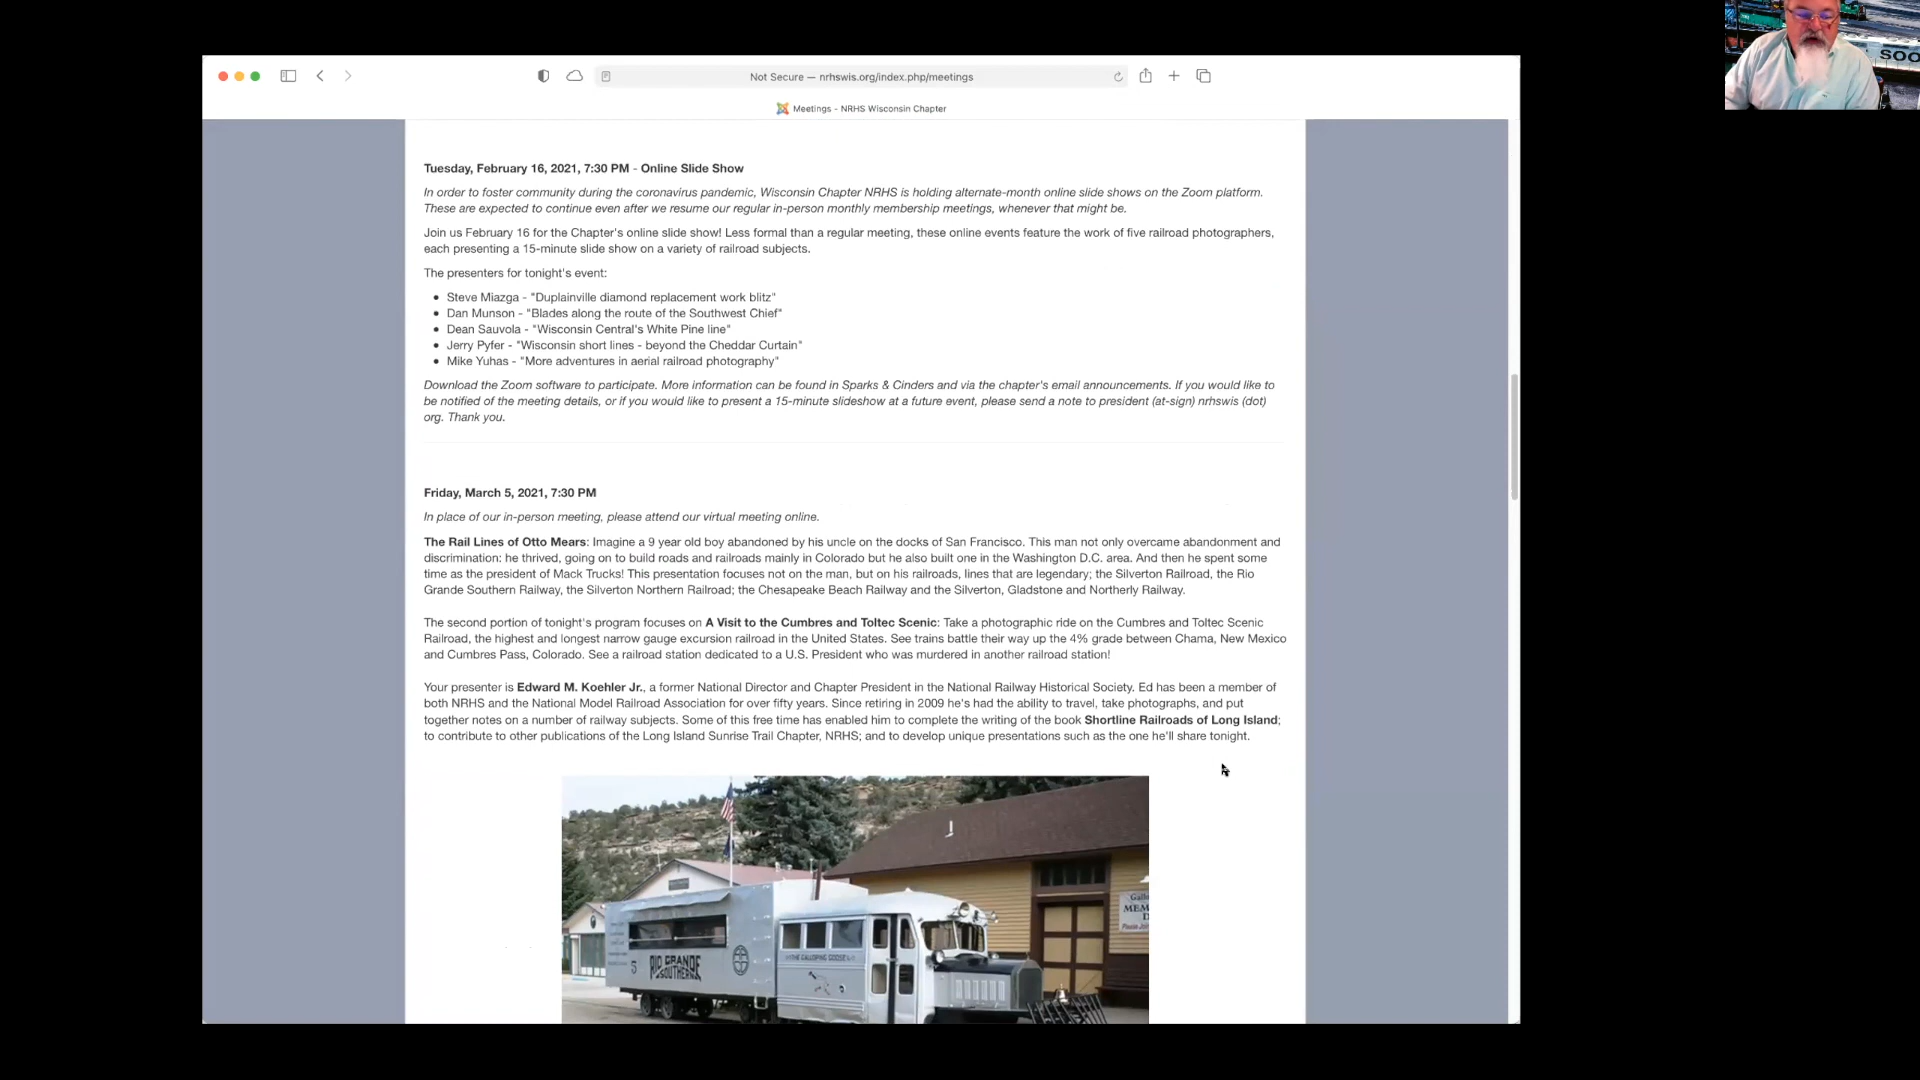 SOO
Not Secure — nrhswis.org/index.php/meetings
Meetings - NRHS Wisconsin Chapter
Tuesday, February 16, 2021, 7:30 PM - Online Slide Show
In order to foster community during the coronavirus pandemic, Wisconsin Chapter NRHS is holding alternate-month online slide shows on the Zoom platform.
These are expected to continue even after we resume our regular in-person monthly membership meetings, whenever that might be.
Join us February 16 for the Chapter's online slide show! Less formal than a regular meeting, these online events feature the work of five railroad photographers,
each presenting a 15-minute slide show on a variety of railroad subjects.
The presenters for tonight's event:
• Steve Miazga - "Duplainville diamond replacement work blitz"
• Dan Munson - "Blades along the route of the Southwest Chief"
• Dean Sauvola - "Wisconsin Central's White Pine line"
• Jerry Pyfer - "Wisconsin short lines - beyond the Cheddar Curtain"
• Mike Yuhas - "More adventures in aerial railroad photography"
Download the Zoom software to participate. More information can be found in Sparks & Cinders and via the chapter's email announcements. If you would like to
be notified of the meeting details, or if you would like to present a 15-minute slideshow at a future event, please send a note to president (at-sign) nrhswis (dot)
org. Thank you.
Friday, March 5, 2021, 7:30 PM
In place of our in-person meeting, please attend our virtual meeting online.
The Rail Lines of Otto Mears: Imagine a 9 year old boy abandoned by his uncle on the docks of San Francisco. This man not only overcame abandonment and
discrimination: he thrived, going on to build roads and railroads mainly in Colorado but he also built one in the Washington D.C. area. And then he spent some
time as the president of Mack Trucks! This presentation focuses not on the man, but on his railroads, lines that are legendary; the Silverton Railroad, the Rio
Grande Southern Railway, the Silverton Northern Railroad; the Chesapeake Beach Railway and the Silverton, Gladstone and Northerly Railway.
The second portion of tonight's program focuses on A Visit to the Cumbres and Toltec Scenic: Take a photographic ride on the Cumbres and Toltec Scenic
Railroad, the highest and longest narrow gauge excursion railroad in the United States. See trains battle their way up the 4% grade between Chama, New Mexico
and Cumbres Pass, Colorado. See a railroad station dedicated to a U.S. President who was murdered in another railroad station!
Your presenter is Edward M. Koehler Jr., a former National Director and Chapter President in the National Railway Historical Society. Ed has been a member of
both NRHS and the National Model Railroad Association for over fifty years. Since retiring in 2009 he's had the ability to travel, take photographs, and put
together notes on a number of railway subjects. Some of this free time has enabled him to complete the writing of the book Shortline Railroads of Long Island;
to contribute to other publications of the Long Island Sunrise Trail Chapter, NRHS; and to develop unique presentations such as the one he'll share tonight.
5 RIO GRANDE
SOUTHERN
THE GALLOPING GOOSE